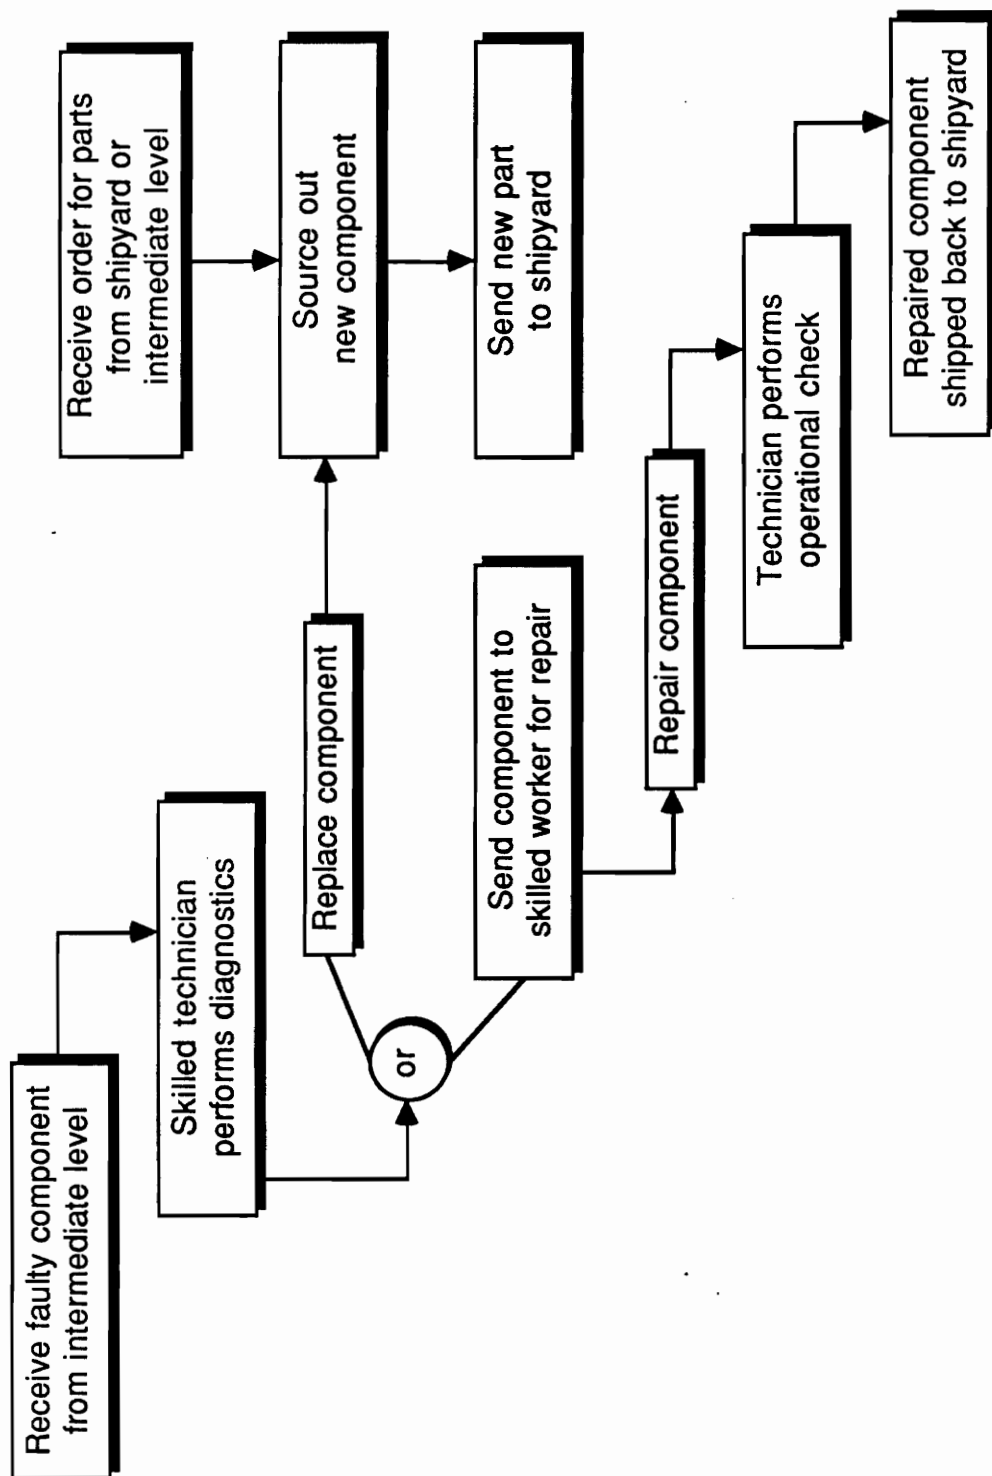 Receive faulty component
from intermediate level
Skilled technician
performs diagnostics
or
Replace component
Send component to
skilled worker for repair
Receive order for parts
from shipyard or
intermediate level
Source out
new component
Send new part
to shipyard
Repair component
Technician performs
operational check
Repaired component
shipped back to shipyard